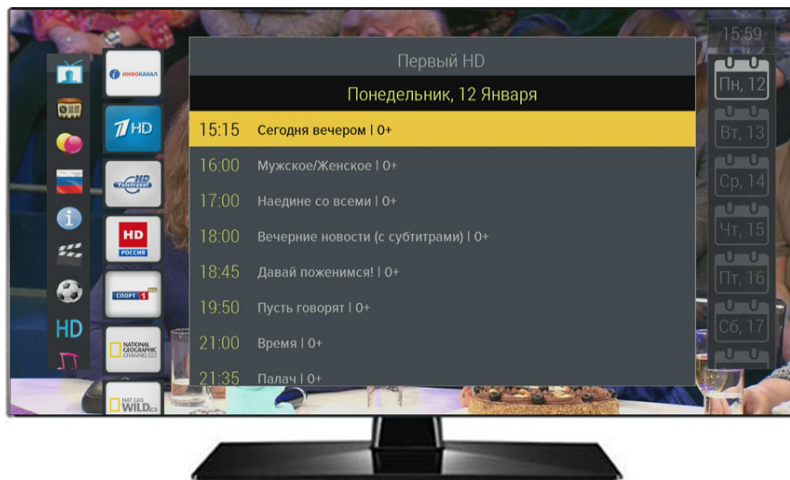 15:59
Первый HD
Понедельник, 12 Января
15:15 Сегодня вечером | 0+
16:00 Мужское/Женское | 0+
17:00 Наедине со всеми | 0+
18:00 Вечерние новости (с субтитрами) | 0+
18:45 Давай поженимся! | 0+
19:50 Пусть говорят | 0+
21:00 Время | 0+
21:35 Палач | 0+
HD
ИНФОКАНАЛ
1 HD
HD
Teletravel
HD
РОССИЯ
СПОРТ 1
NATIONAL
GEOGRAPHIC
CHANNEL HD
NAT GEO
WILD HD
Пн, 12
Вт, 13
Ср, 14
Чт, 15
Пт, 16
Сб, 17